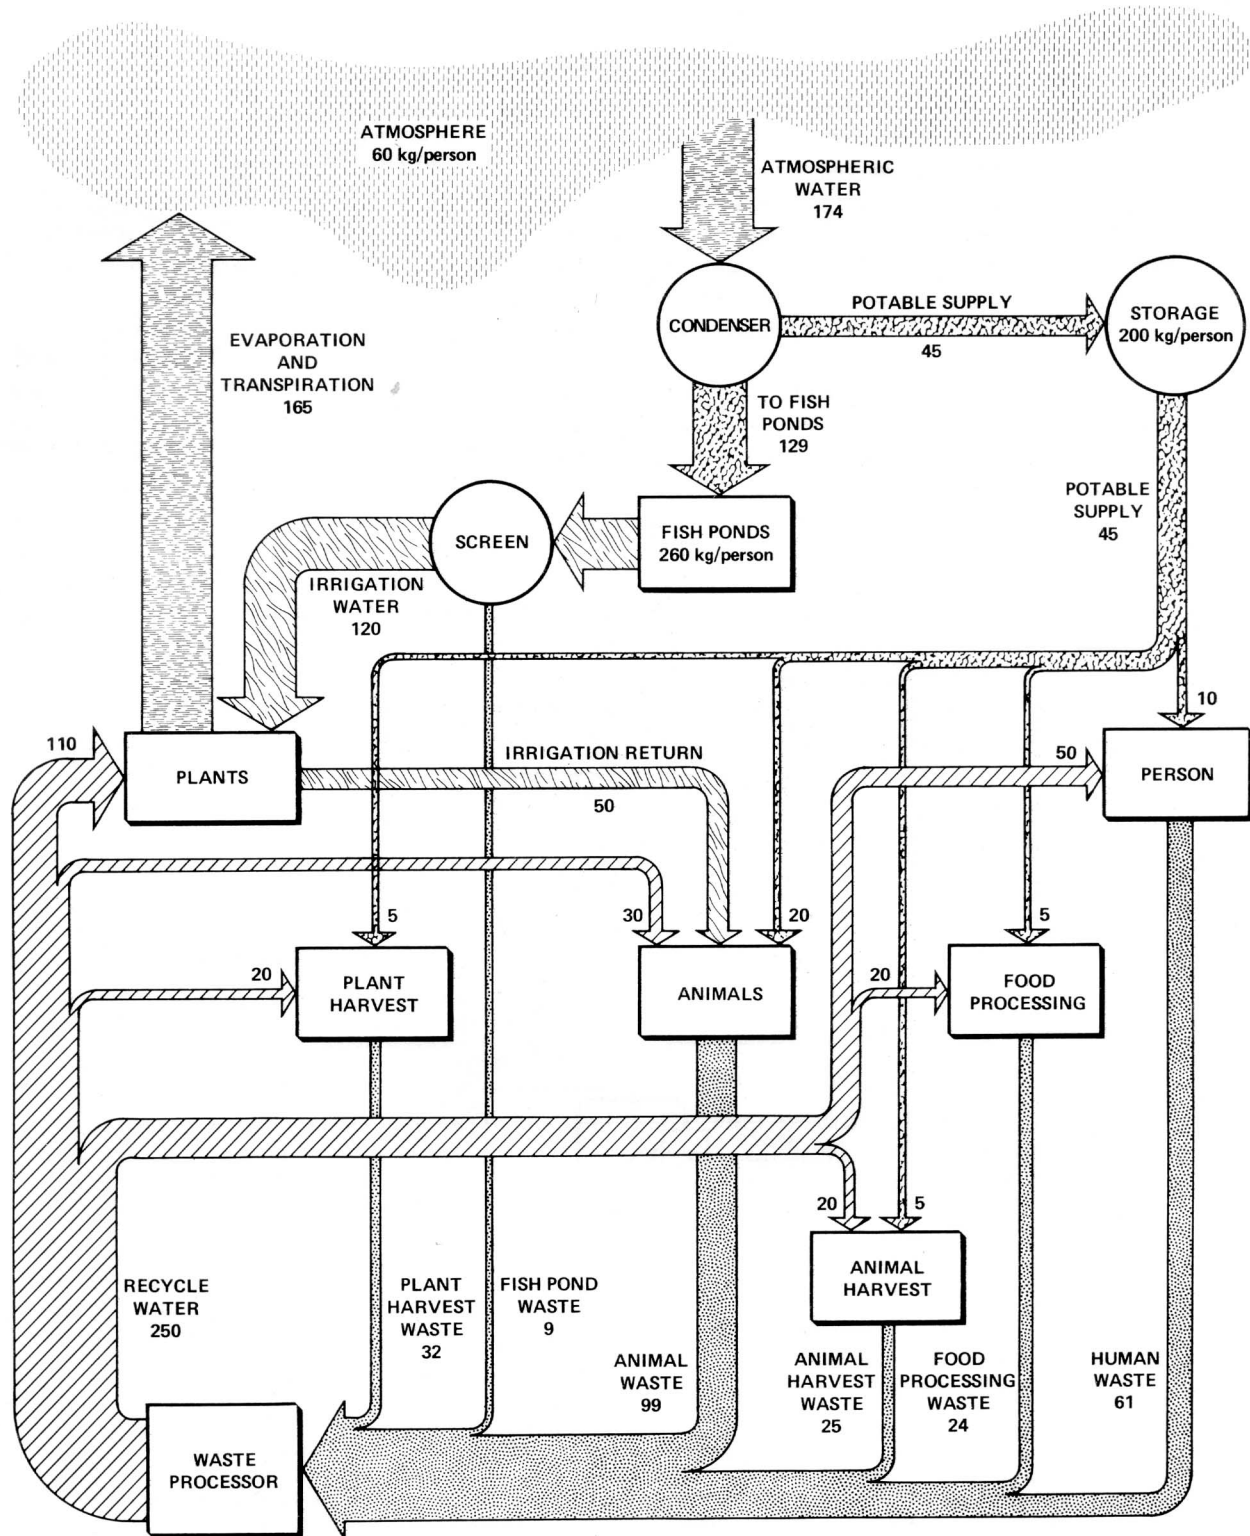 ATMOSPHERE
60 kg/person
ATMOSPHERIC
WATER
174
CONDENSER
POTABLE SUPPLY
45
STORAGE
200 kg/person
EVAPORATION
AND
TRANSPIRATION
165
TO FISH
PONDS
129
POTABLE
SUPPLY
45
SCREEN
FISH PONDS
260 kg/person
IRRIGATION
WATER
120
10
110
PLANTS
IRRIGATION RETURN
50
50
PERSON
5
30
20
5
20
PLANT
HARVEST
ANIMALS
20
FOOD
PROCESSING
20
5
ANIMAL
HARVEST
RECYCLE
WATER
250
PLANT
HARVEST
WASTE
32
FISH POND
WASTE
9
ANIMAL
WASTE
99
ANIMAL
HARVEST
WASTE
25
FOOD
PROCESSING
WASTE
24
HUMAN
WASTE
61
WASTE
PROCESSOR